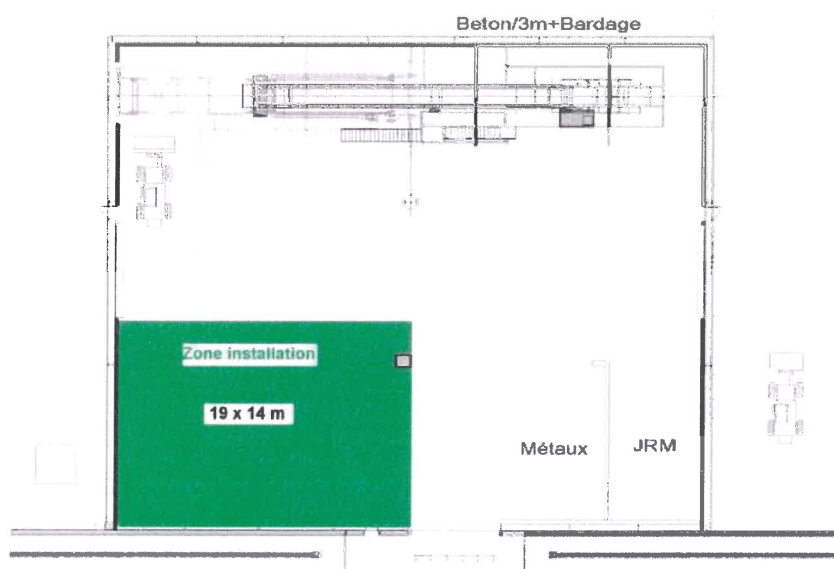 Beton/3m+Bardage
Zone installation
19 x 14 m
Métaux
JRM